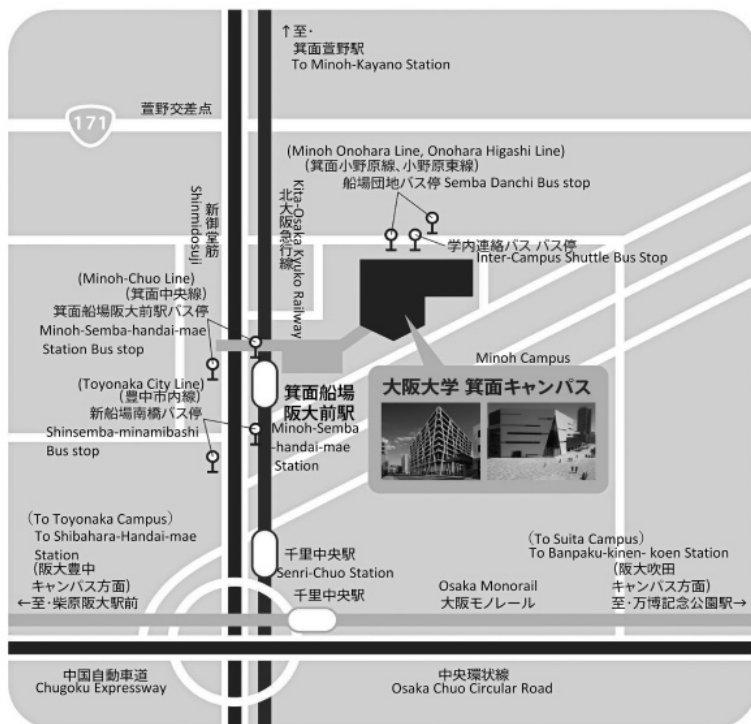 ↑至·
箕面萱野駅
To Minoh-Kayano Station
萱野交差点
171
(Minoh Onohara Line, Onohara Higashi Line)
(箕面小野原線、小野原東線)
船場団地バス停 Semba Danchi Bus stop
学内連絡バス バス停
Inter-Campus Shuttle Bus Stop
新御堂筋
Shinmidosuji
北大阪急行線
Kita-Osaka Kyuko Railway
(Minoh-Chuo Line)
(箕面中央線)
箕面船場阪大前駅バス停
Minoh-Semba-handai-mae
Station Bus stop
(Toyonaka City Line)
(豊中市内線)
新船場南橋バス停
Shinsemba-minamibashi
Bus stop
箕面船場
阪大前駅
Minoh-Semba
-handai-mae
Station
Minoh Campus
大阪大学 箕面キャンパス
(To Toyonaka Campus)
To Shibahara-Handai-mae
Station
(阪大豊中
キャンパス方面)
←至·柴原阪大駅前
千里中央駅
Senri-Chuo Station
千里中央駅
Osaka Monorail
大阪モノレール
(To Suita Campus)
To Banpaku-kinen- koen Station
(阪大吹田
キャンパス方面)
至·万博記念公園駅→
中国自動車道
Chugoku Expressway
中央環状線
Osaka Chuo Circular Road